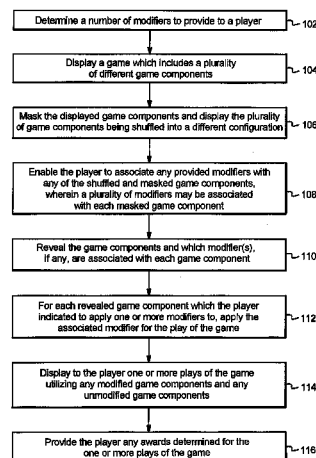 Determine a number of modifiers to provide to a player
102
Display a game which includes a plurality
of different game components
104
Mask the displayed game components and display the plurality
of game components being shuffled into a different configuration
106
Enable the player to associate any provided modifiers with
any of the shuffled and masked game components,
wherein a plurality of modifiers may be associated
with each masked game component
108
Reveal the game components and which modifier(s),
if any, are associated with each game component
110
For each revealed game component which the player
indicated to apply one or more modifiers to, apply the
associated modifier for the play of the game
112
Display to the player one or more plays of the game
utilizing any modified game components and any
unmodified game components
114
Provide the player any awards determined for the
one or more plays of the game
116